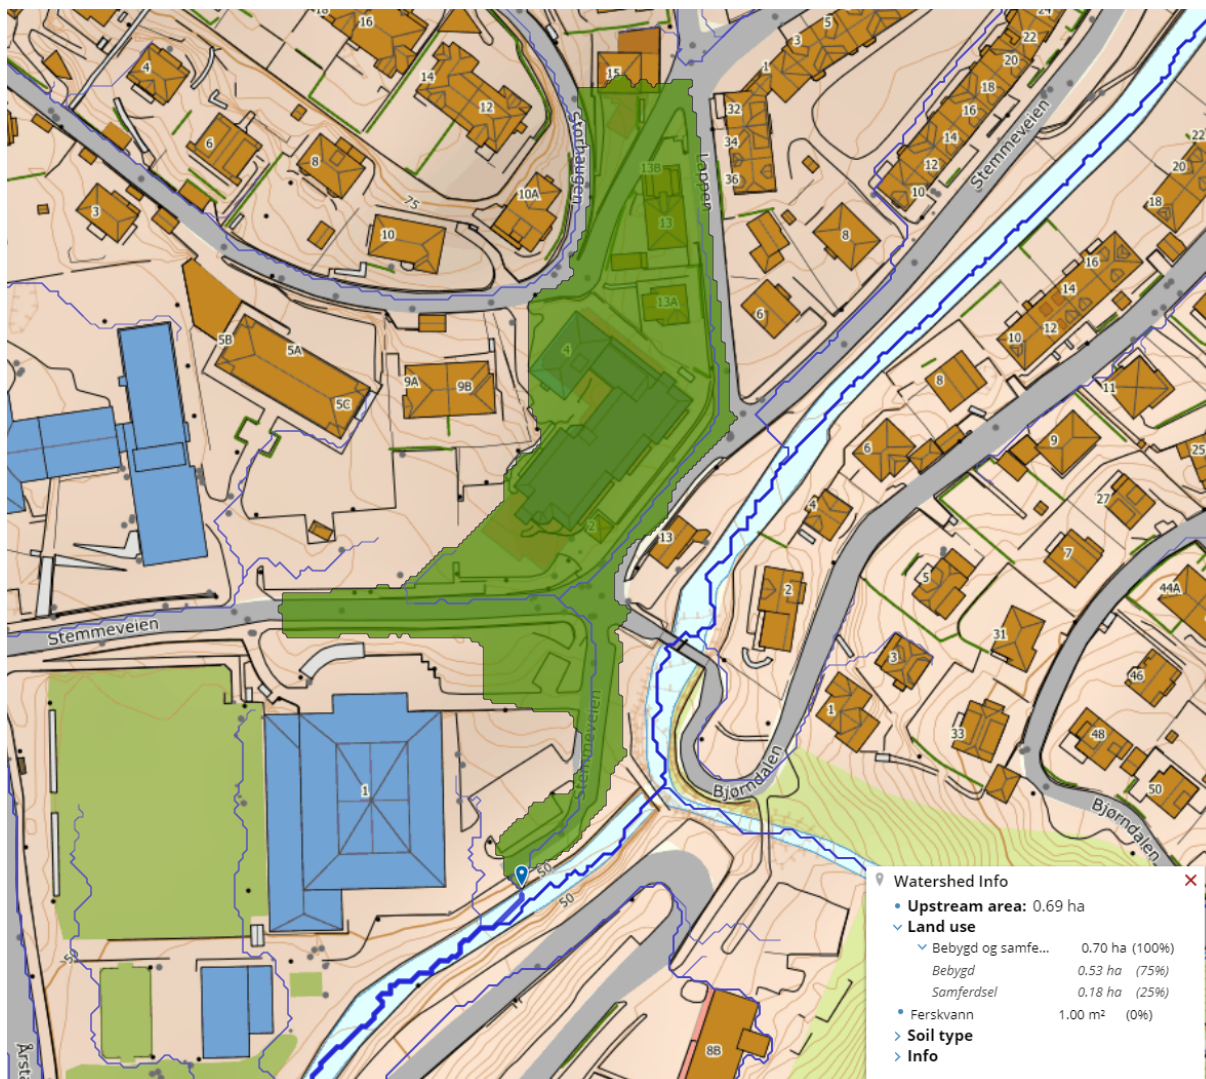 16
14
12
4
6
8
10A
3
10
75
Storhaugen
15
Lappen
13B
13
13A
1
3
5
32
34
36
24
22
20
18
16
14
12
10
Stemmeveien
8
6
22
20
18
16
14
12
10
8
11
9
6
25
27
4
7
5
2
44A
31
3
1
33
46
48
50
Bjørndalen
Bjørndalen
5B
5A
5C
9A
9B
4
2
13
Stemmeveien
Stemmeveien
1
50
50
50
8B
Watershed Info
Upstream area: 0.69 ha
Land use
Bebygd og samfe... 0.70 ha (100%)
Bebygd 0.53 ha (75%)
Samferdsel 0.18 ha (25%)
Ferskvann 1.00 m² (0%)
Soil type
Info